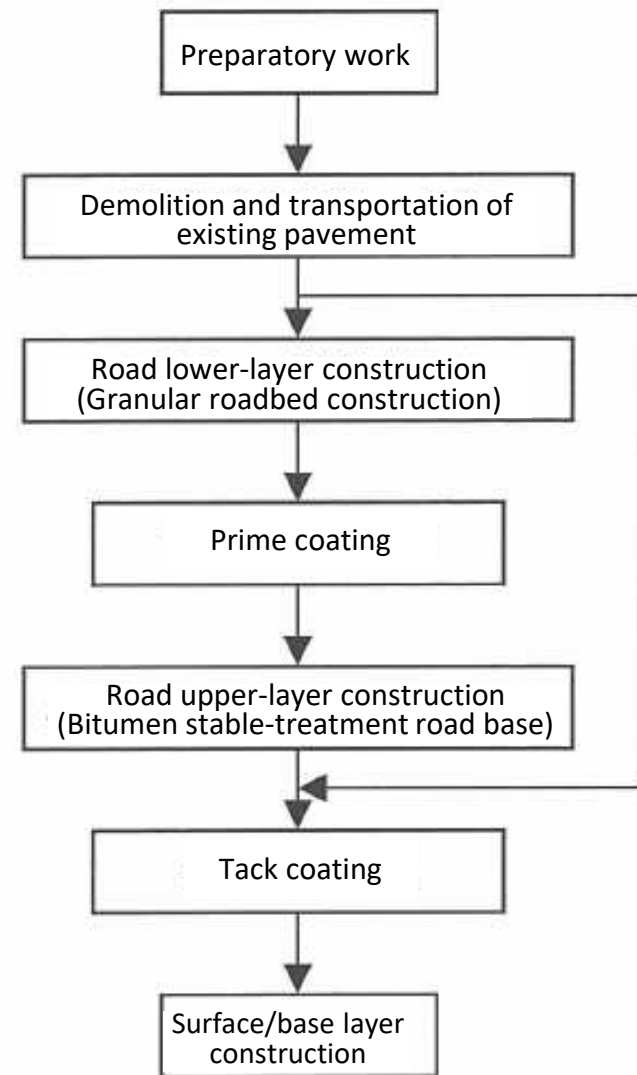 Preparatory work
Demolition and transportation of
existing pavement
Road lower-layer construction
(Granular roadbed construction)
Prime coating
Road upper-layer construction
(Bitumen stable-treatment road base)
Tack coating
Surface/base layer
construction